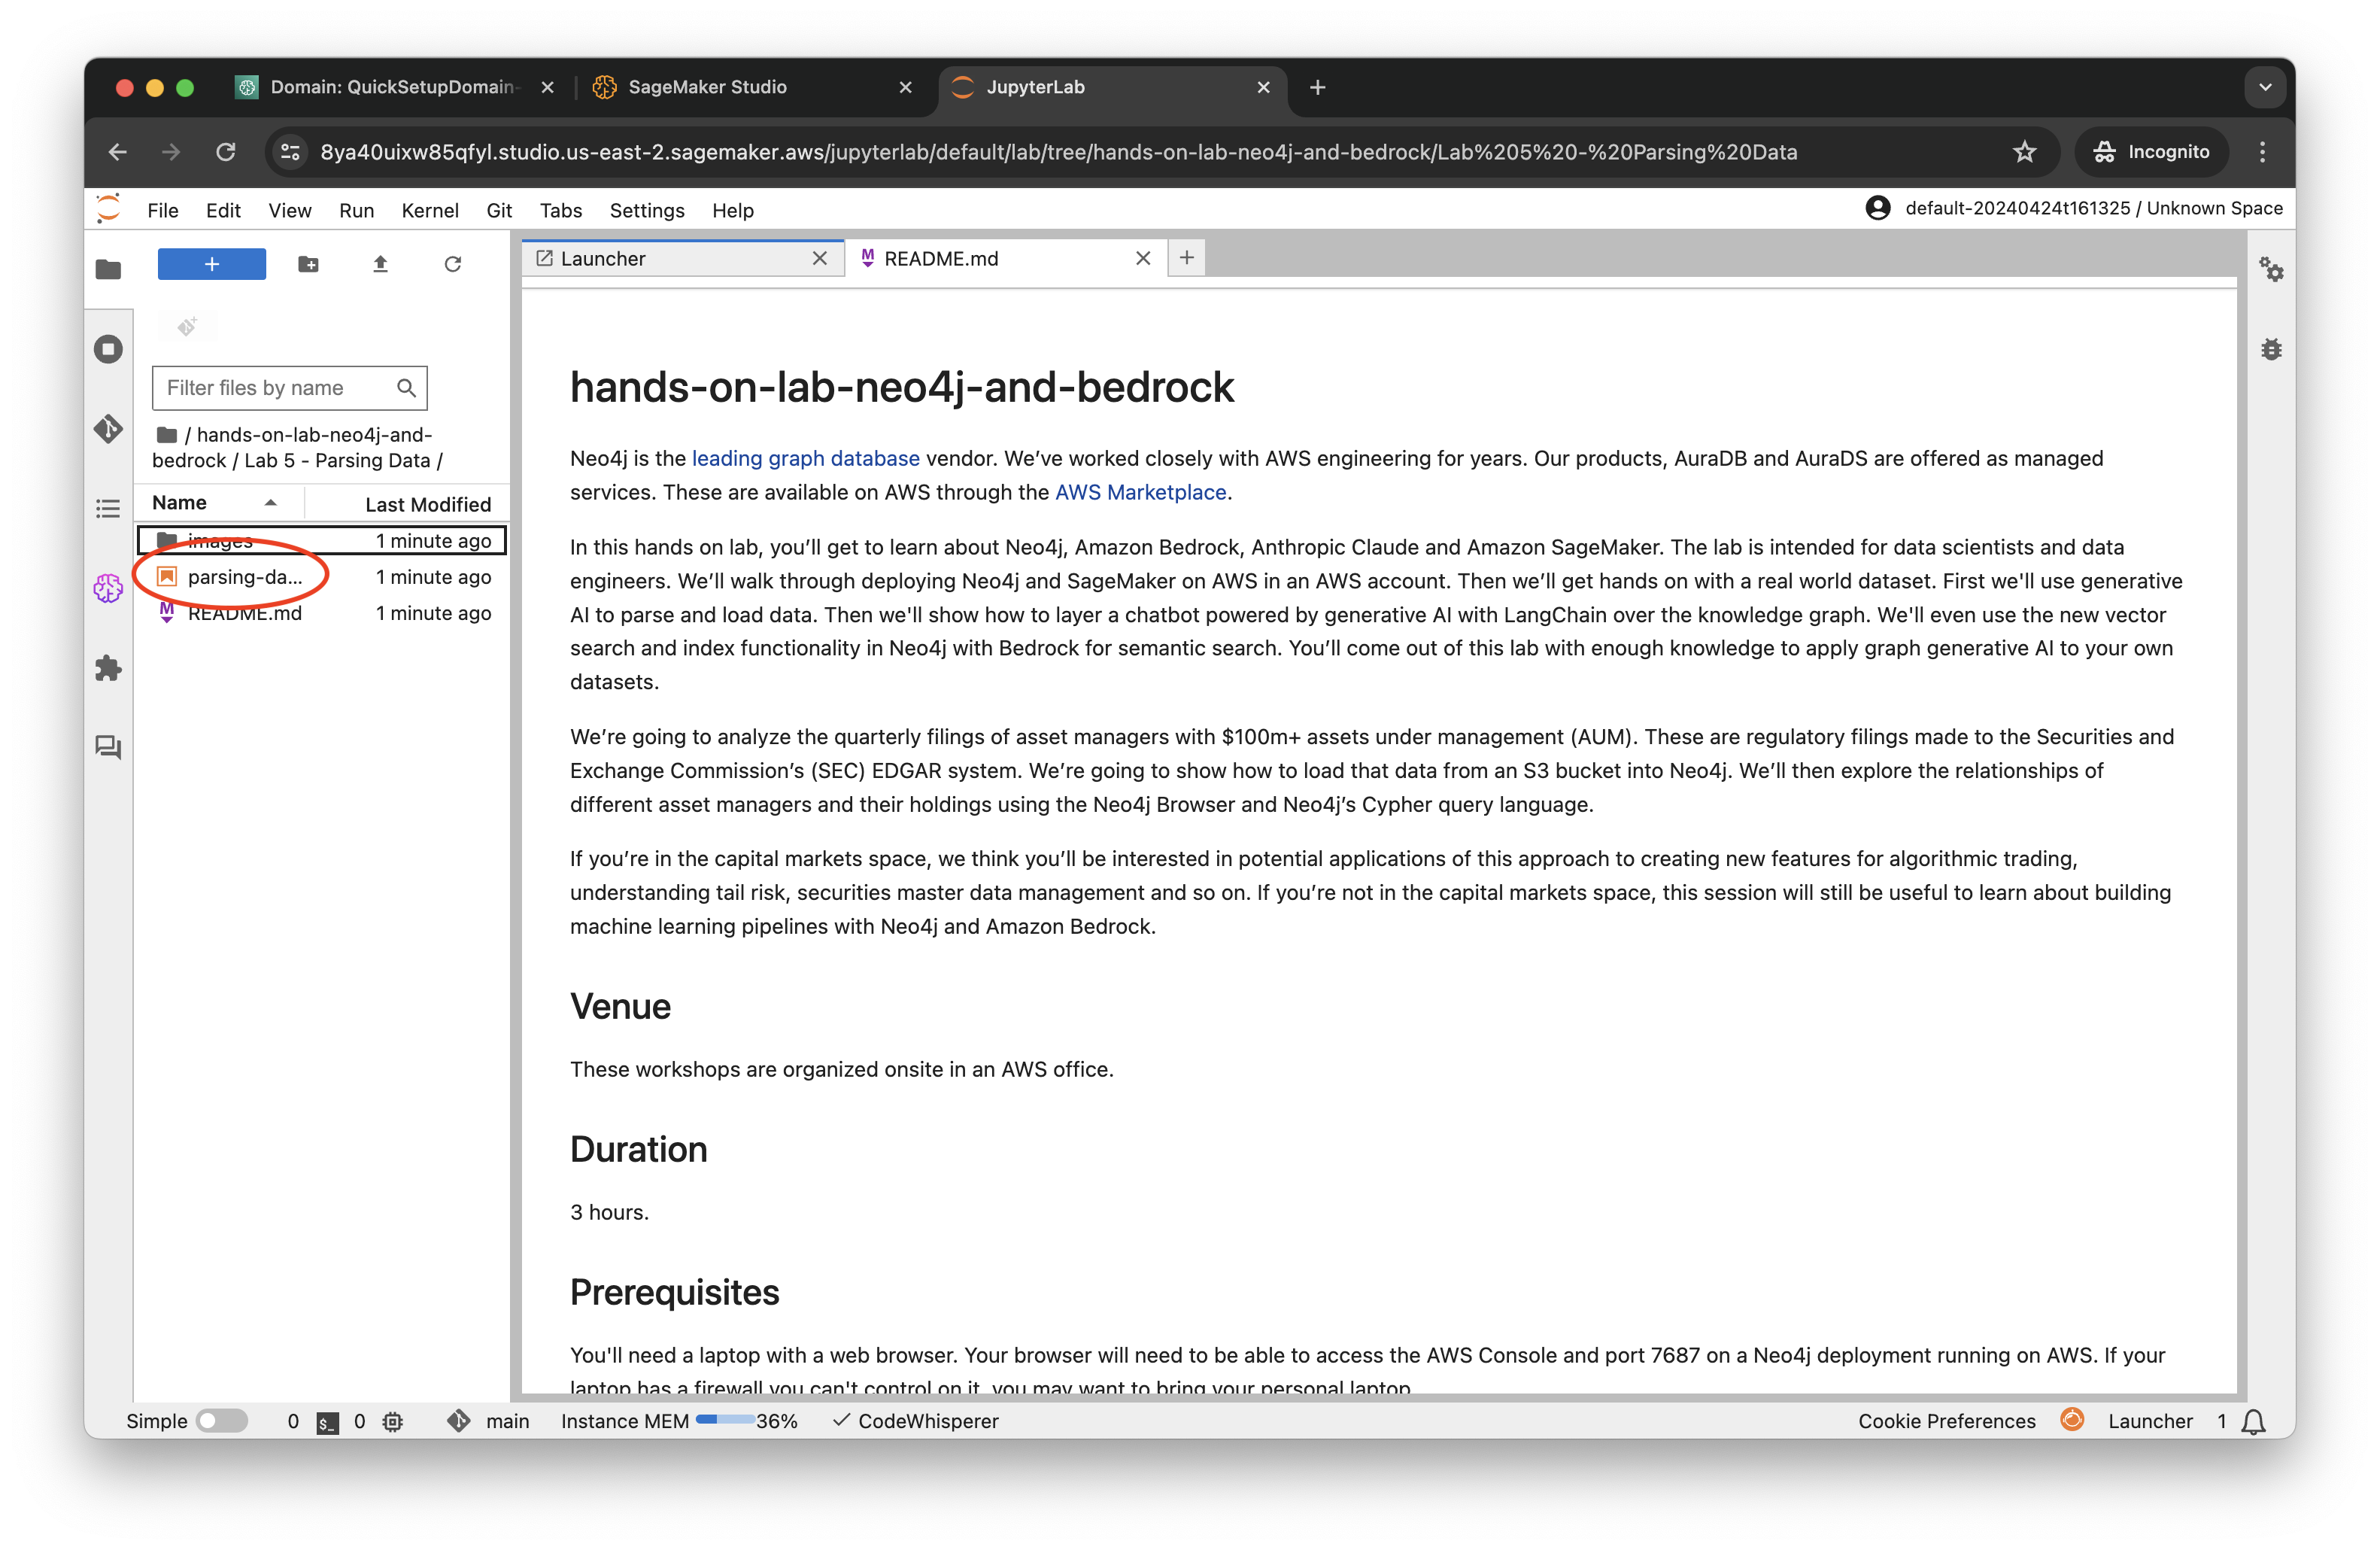 Domain: QuickSetupDomain-
SageMaker Studio
JupyterLab
8ya40uixw85qfyl.studio.us-east-2.sagemaker.aws/jupyterlab/default/lab/tree/hands-on-lab-neo4j-and-bedrock/Lab%205%20-%20Parsing%20Data
Incognito
File Edit View Run Kernel Git Tabs Settings Help
default-20240424t161325 / Unknown Space
Filter files by name
/ hands-on-lab-neo4j-and-
bedrock / Lab 5 - Parsing Data /
Name Last Modified
images 1 minute ago
parsing-da... 1 minute ago
README.md 1 minute ago
Launcher
README.md
hands-on-lab-neo4j-and-bedrock
Neo4j is the leading graph database vendor. We’ve worked closely with AWS engineering for years. Our products, AuraDB and AuraDS are offered as managed
services. These are available on AWS through the AWS Marketplace.
In this hands on lab, you’ll get to learn about Neo4j, Amazon Bedrock, Anthropic Claude and Amazon SageMaker. The lab is intended for data scientists and data
engineers. We’ll walk through deploying Neo4j and SageMaker on AWS in an AWS account. Then we’ll get hands on with a real world dataset. First we'll use generative
AI to parse and load data. Then we'll show how to layer a chatbot powered by generative AI with LangChain over the knowledge graph. We'll even use the new vector
search and index functionality in Neo4j with Bedrock for semantic search. You’ll come out of this lab with enough knowledge to apply graph generative AI to your own
datasets.
We’re going to analyze the quarterly filings of asset managers with $100m+ assets under management (AUM). These are regulatory filings made to the Securities and
Exchange Commission’s (SEC) EDGAR system. We’re going to show how to load that data from an S3 bucket into Neo4j. We’ll then explore the relationships of
different asset managers and their holdings using the Neo4j Browser and Neo4j’s Cypher query language.
If you’re in the capital markets space, we think you’ll be interested in potential applications of this approach to creating new features for algorithmic trading,
understanding tail risk, securities master data management and so on. If you’re not in the capital markets space, this session will still be useful to learn about building
machine learning pipelines with Neo4j and Amazon Bedrock.
Venue
These workshops are organized onsite in an AWS office.
Duration
3 hours.
Prerequisites
You'll need a laptop with a web browser. Your browser will need to be able to access the AWS Console and port 7687 on a Neo4j deployment running on AWS. If your
laptop has a firewall you can't control on it, you may want to bring your personal laptop.
Simple 0 $_ 0 main Instance MEM 36% CodeWhisperer
Cookie Preferences Launcher 1